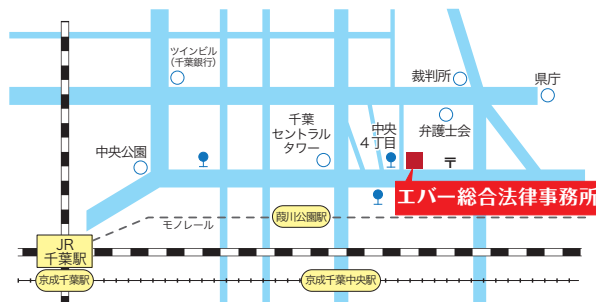 ツインビル
(千葉銀行)
裁判所
県庁
千葉
セントラル
タワー
中央
4丁目
弁護士会
中央公園
〒
エバー総合法律事務所
葭川公園駅
モノレール
JR
千葉駅
京成千葉駅
京成千葉中央駅